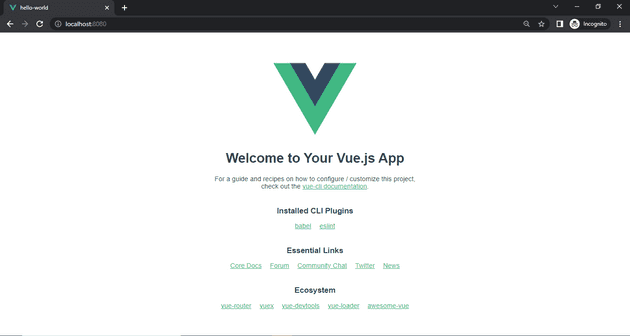 hello-world
localhost:8080
Incognito
Welcome to Your Vue.js App
For a guide and recipes on how to configure / customize this project,
check out the vue-cli documentation.
Installed CLI Plugins
babel eslint
Essential Links
Core Docs Forum Community Chat Twitter News
Ecosystem
vue-router vuex vue-devtools vue-loader awesome-vue